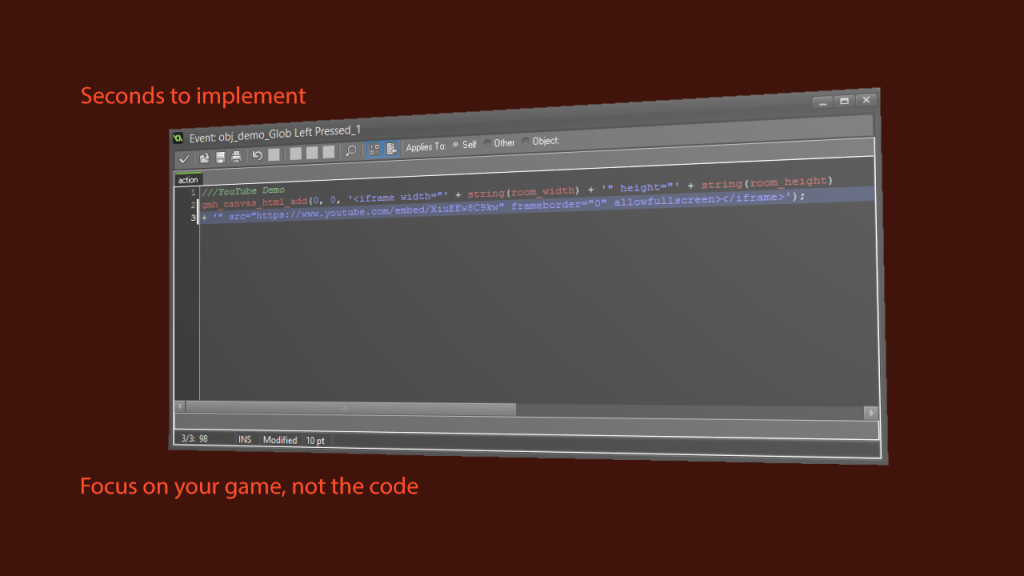 Seconds to implement
Event: obj_demo_Glob Left Pressed_1
Applies To: Self Other Object:
action
1 ///YouTube Demo
2 gmh_canvas_html_add(0, 0, '<iframe width="' + string(room_width) + '" height="' + string(room_height)
3 + '" src="https://www.youtube.com/embed/XiuEEw8C9kw" frameborder="0" allowfullscreen></iframe>');
3/3: 98 INS Modified 10 pt
Focus on your game, not the code